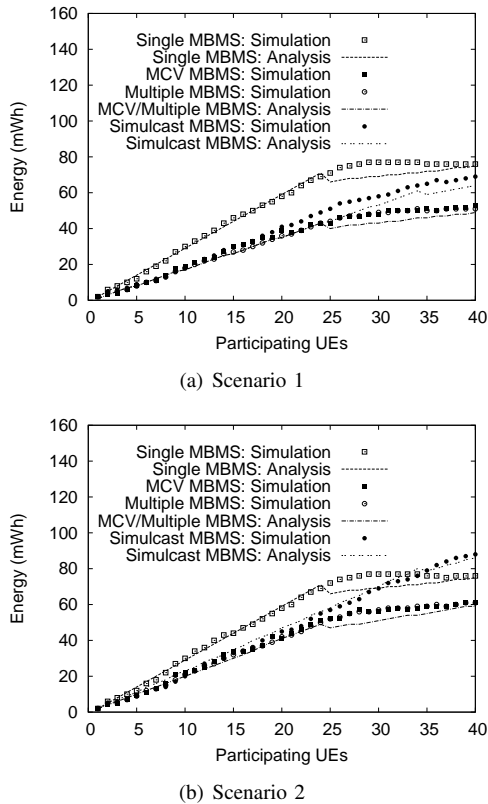 160
140
120
100
80
60
40
20
0
Energy (mWh)
Single MBMS: Simulation
Single MBMS: Analysis
MCV MBMS: Simulation
Multiple MBMS: Simulation
MCV/Multiple MBMS: Analysis
Simulcast MBMS: Simulation
Simulcast MBMS: Analysis
0 5 10 15 20 25 30 35 40
Participating UEs
(a) Scenario 1
160
140
120
100
80
60
40
20
0
Energy (mWh)
Single MBMS: Simulation
Single MBMS: Analysis
MCV MBMS: Simulation
Multiple MBMS: Simulation
MCV/Multiple MBMS: Analysis
Simulcast MBMS: Simulation
Simulcast MBMS: Analysis
0 5 10 15 20 25 30 35 40
Participating UEs
(b) Scenario 2